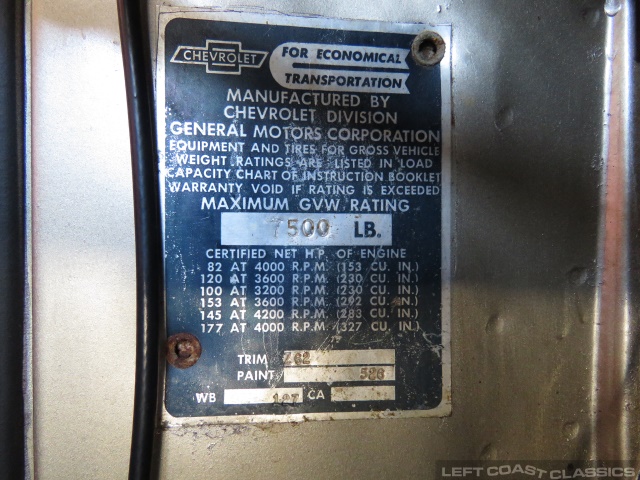 CHEVROLET
FOR ECONOMICAL
TRANSPORTATION
MANUFACTURED BY
CHEVROLET DIVISION
GENERAL MOTORS CORPORATION
EQUIPMENT AND TIRES FOR GROSS VEHICLE
WEIGHT RATINGS ARE LISTED IN LOAD
CAPACITY CHART OF INSTRUCTION BOOKLET
WARRANTY VOID IF RATING IS EXCEEDED
MAXIMUM GVW RATING
7500 LB.
CERTIFIED NET H.P. OF ENGINE
82 AT 4000 R.P.M. (153 CU. IN.)
120 AT 3600 R.P.M. (230 CU. IN.)
100 AT 3200 R.P.M. (230 CU. IN.)
153 AT 3600 R.P.M. (292 CU. IN.)
145 AT 4200 R.P.M. (283 CU. IN.)
177 AT 4000 R.P.M. (327 CU. IN.)
TRIM Z62
PAINT 526
WB 127 CA
LEFT COAST CLASSICS